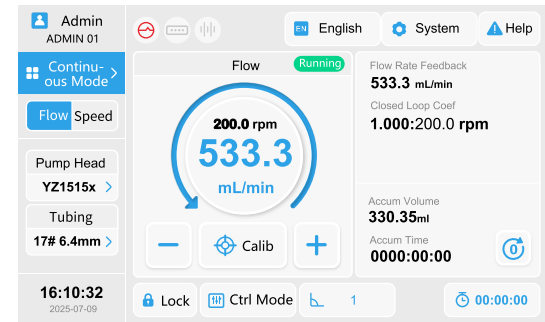 Admin
ADMIN 01
EN English
System
Help
Continu-
ous Mode
Flow Speed
Pump Head
YZ1515x
Tubing
17# 6.4mm
16:10:32
2025-07-09
Flow
Running
200.0 rpm
533.3
mL/min
Calib
Flow Rate Feedback
533.3 mL/min
Closed Loop Coef
1.000:200.0 rpm
Accum Volume
330.35ml
Accum Time
0000:00:00
0
Lock
Ctrl Mode
1
00:00:00